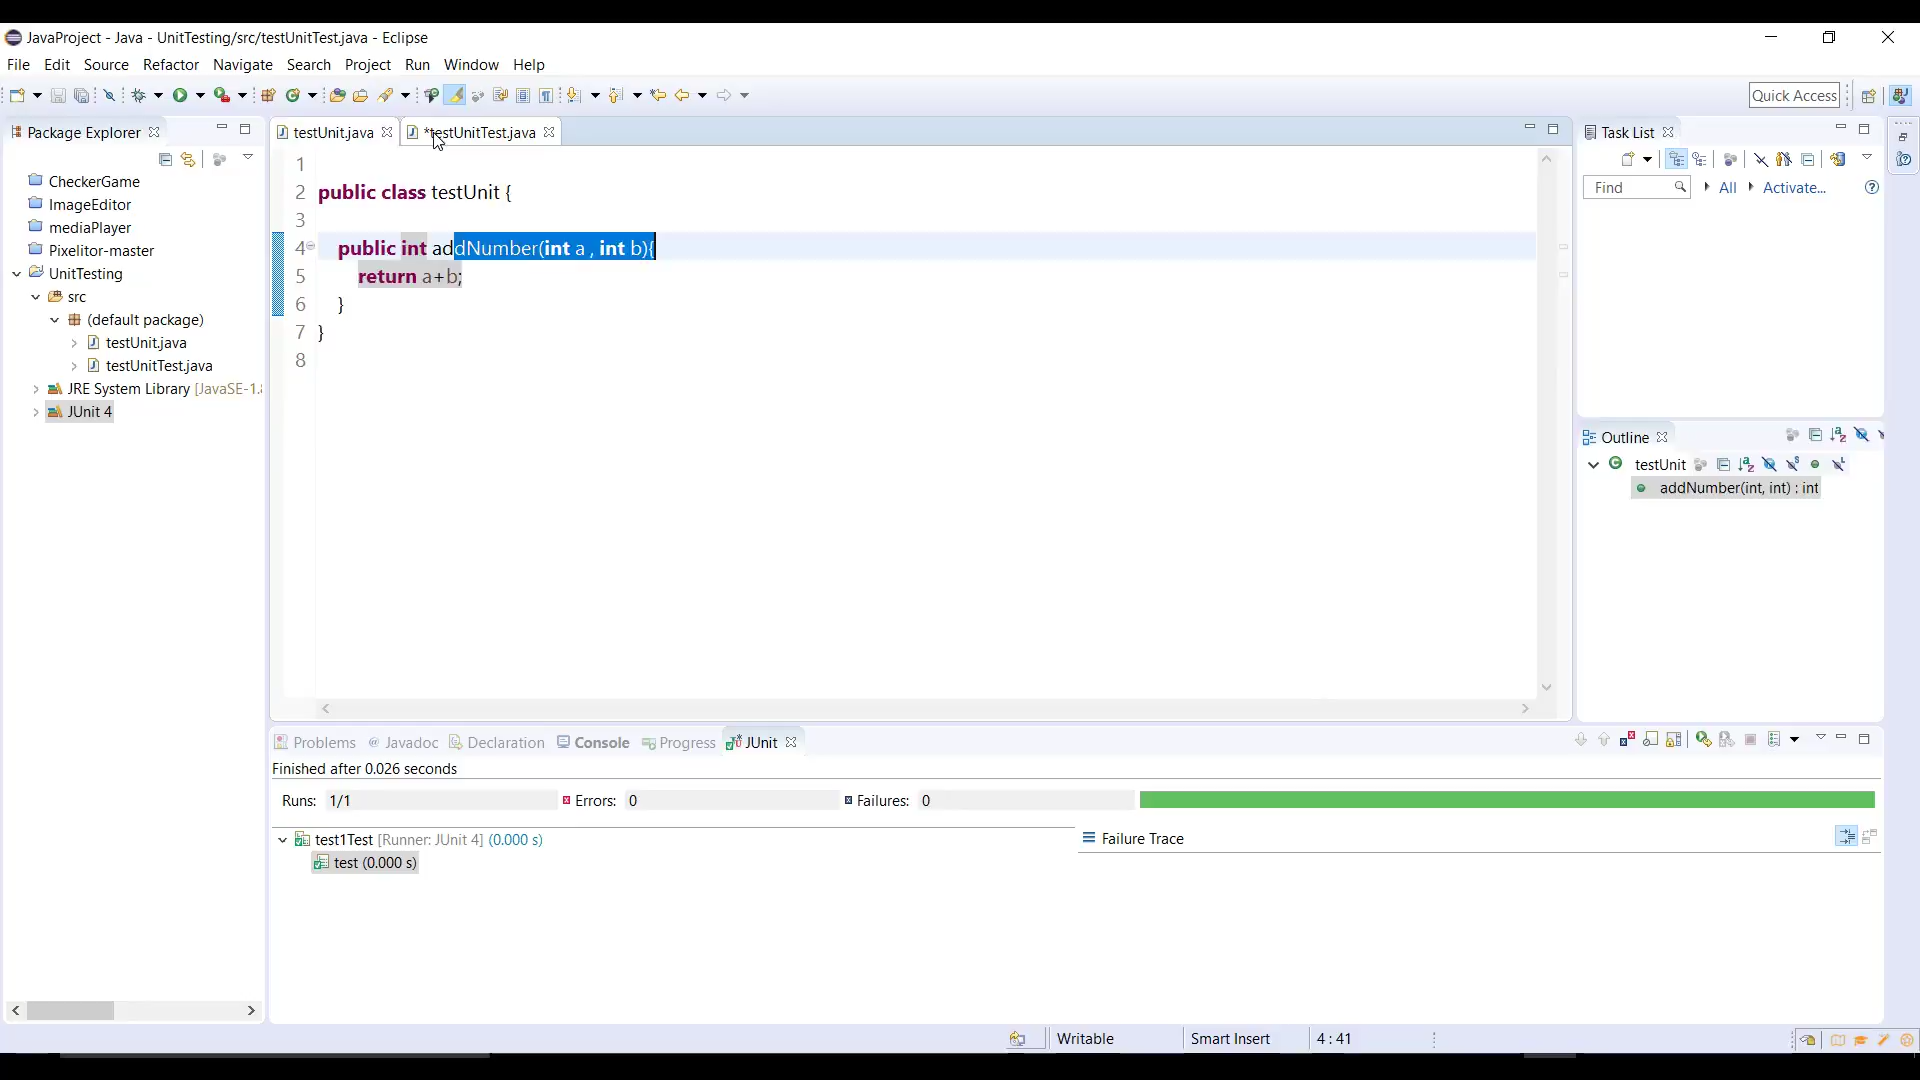 JavaProject - Java - UnitTesting/src/testUnitTest.java - Eclipse
File Edit Source Refactor Navigate Search Project Run Window Help
Quick Access
Package Explorer
CheckerGame
ImageEditor
mediaPlayer
Pixelitor-master
UnitTesting
src
(default package)
testUnit.java
testUnitTest.java
JRE System Library [JavaSE-1.
JUnit 4
testUnit.java *testUnitTest.java
1
2 public class testUnit {
3
4 public int addNumber(int a , int b){
5 return a+b;
6 }
7 }
8
Task List
Find All Activate...
Outline
testUnit
addNumber(int, int) : int
Problems Javadoc Declaration Console Progress JUnit
Finished after 0.026 seconds
Runs: 1/1 Errors: 0 Failures: 0
test1Test [Runner: JUnit 4] (0.000 s)
test (0.000 s)
Failure Trace
Writable Smart Insert 4 : 41